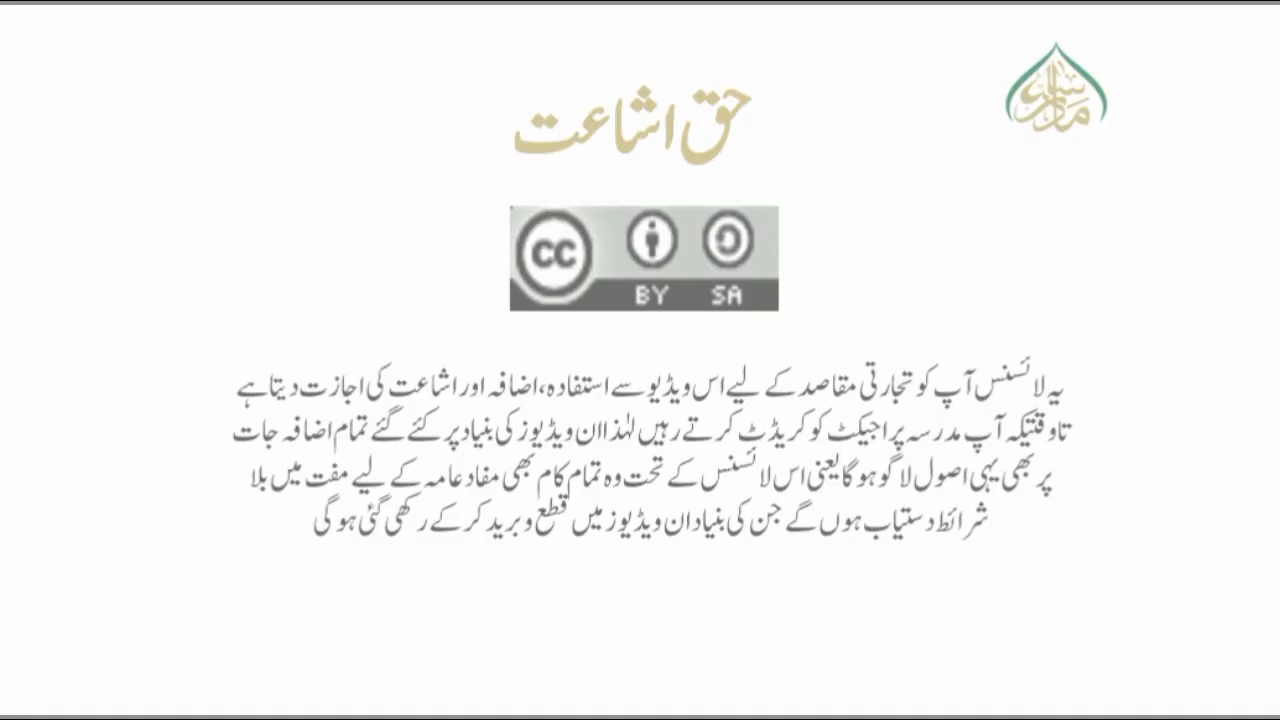 حق اشاعت
مدرسہ
CC
BY SA
یہ لائسنس آپ کو تجارتی مقاصد کے لیے اس ویڈیو سے استفادہ، اضافہ اور اشاعت کی اجازت دیتا ہے
تاوقتیکہ آپ مدرسہ پراجیکٹ کو کریڈٹ کرتے رہیں لہٰذا ان ویڈیوز کی بنیاد پر کئے گئے تمام اضافہ جات
پر بھی یہی اصول لاگو ہو گا یعنی اس لائسنس کے تحت وہ تمام کام بھی مفاد عامہ کے لیے مفت میں بلا
شرائط دستیاب ہوں گے جن کی بنیاد ان ویڈیوز میں قطع و برید کر کے رکھی گئی ہو گی